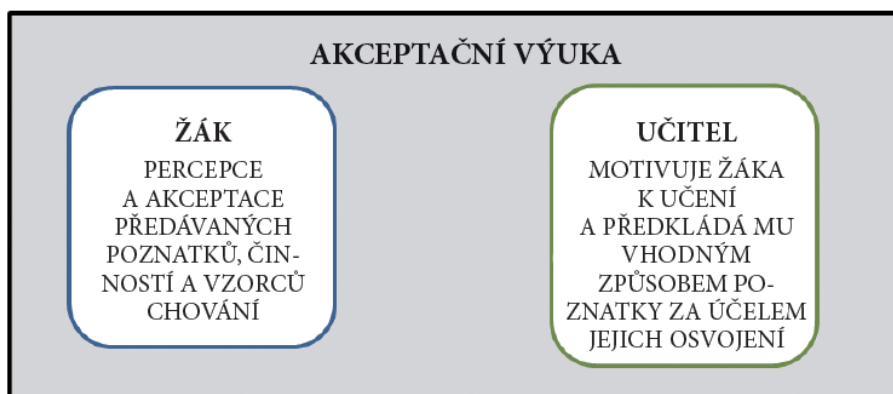 AKCEPTAČNÍ VÝUKA
ŽÁK
PERCEPCE
A AKCEPTACE
PŘEDÁVANÝCH
POZNATKŮ, ČIN-
NOSTÍ A VZORCŮ
CHOVÁNÍ
UČITEL
MOTIVUJE ŽÁKA
K UČENÍ
A PŘEDKLÁDÁ MU
VHODNÝM
ZPŮSOBEM PO-
ZNATKY ZA ÚČELEM
JEJICH OSVOJENÍ